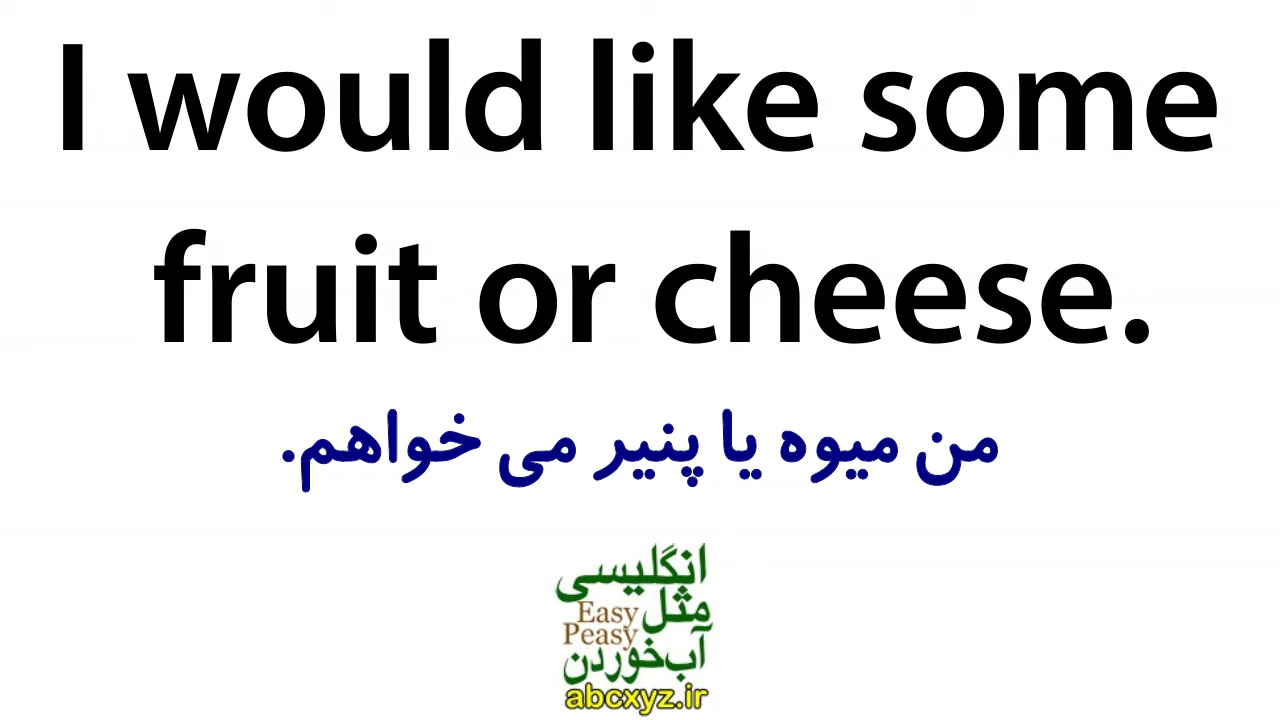 I would like some
fruit or cheese.
من میوه یا پنیر می خواهم.
انگلیسی
مثل
Easy
Peasy
آب‌خوردن
abcxyz.ir